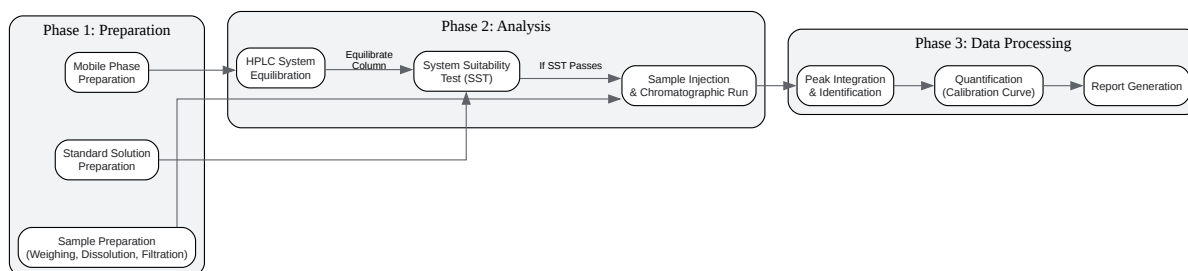 Phase 1: Preparation
Mobile Phase
Preparation
Standard Solution
Preparation
Sample Preparation
(Weighing, Dissolution, Filtration)
Phase 2: Analysis
HPLC System
Equilibration
Equilibrate
Column
System Suitability
Test (SST)
If SST Passes
Sample Injection
& Chromatographic Run
Phase 3: Data Processing
Peak Integration
& Identification
Quantification
(Calibration Curve)
Report Generation